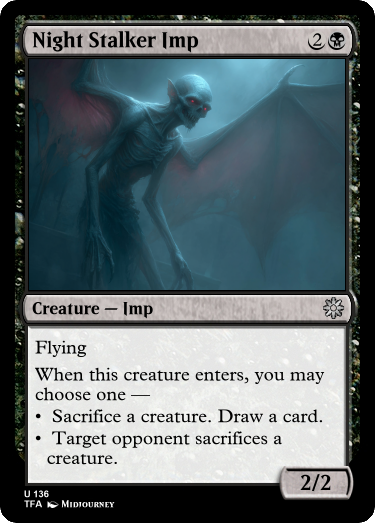 Night Stalker Imp 2
Creature — Imp
Flying
When this creature enters, you may
choose one —
• Sacrifice a creature. Draw a card.
• Target opponent sacrifices a
creature.
2/2
U 136
TFA Midjourney